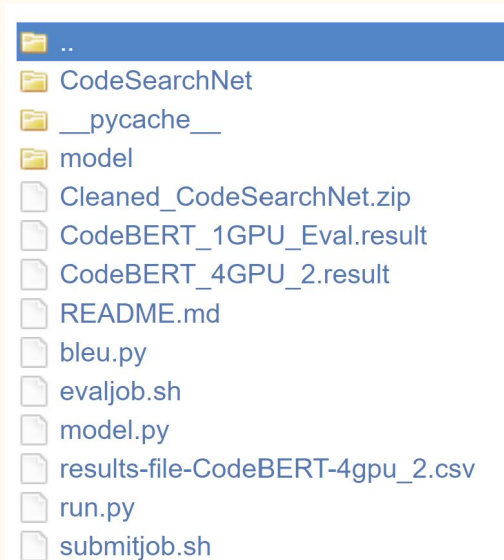 ..
CodeSearchNet
__pycache__
model
Cleaned_CodeSearchNet.zip
CodeBERT_1GPU_Eval.result
CodeBERT_4GPU_2.result
README.md
bleu.py
evaljob.sh
model.py
results-file-CodeBERT-4gpu_2.csv
run.py
submitjob.sh